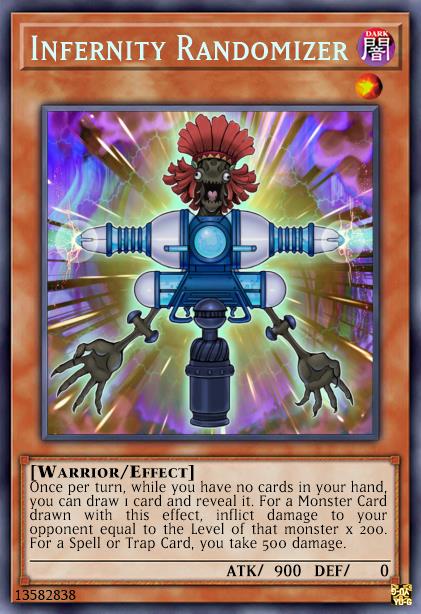 INFERNITY RANDOMIZER
DARK
闇
[WARRIOR/EFFECT]
Once per turn, while you have no cards in your hand,
you can draw 1 card and reveal it. For a Monster Card
drawn with this effect, inflict damage to your
opponent equal to the Level of that monster x 200.
For a Spell or Trap Card, you take 500 damage.
ATK/ 900 DEF/ 0
13582838